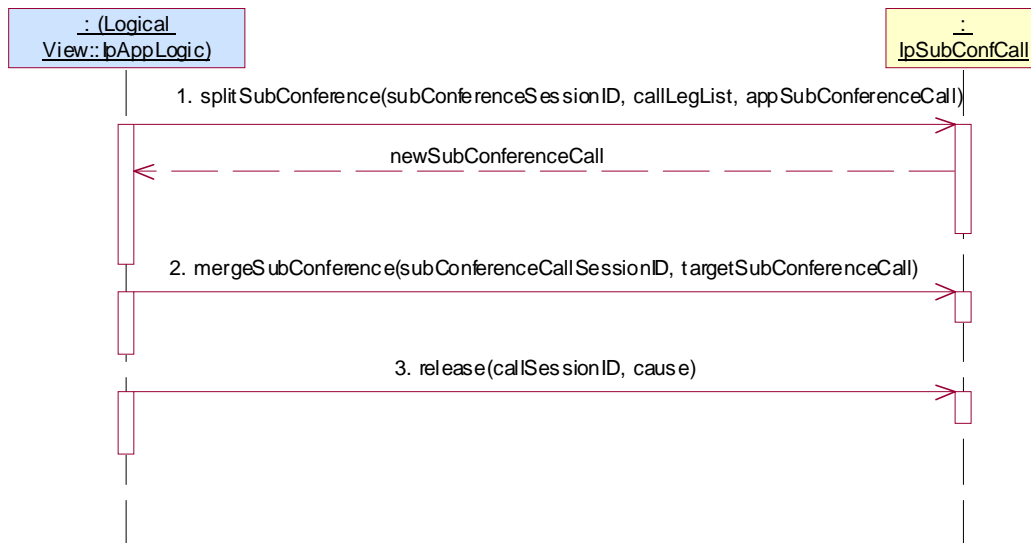 : (Logical
View::IpAppLogic)
:
IpSubConfCall
1. splitSubConference(subConferenceSessionID, callLegList, appSubConferenceCall)
newSubConferenceCall
2. mergeSubConference(subConferenceCallSessionID, targetSubConferenceCall)
3. release(callSessionID, cause)